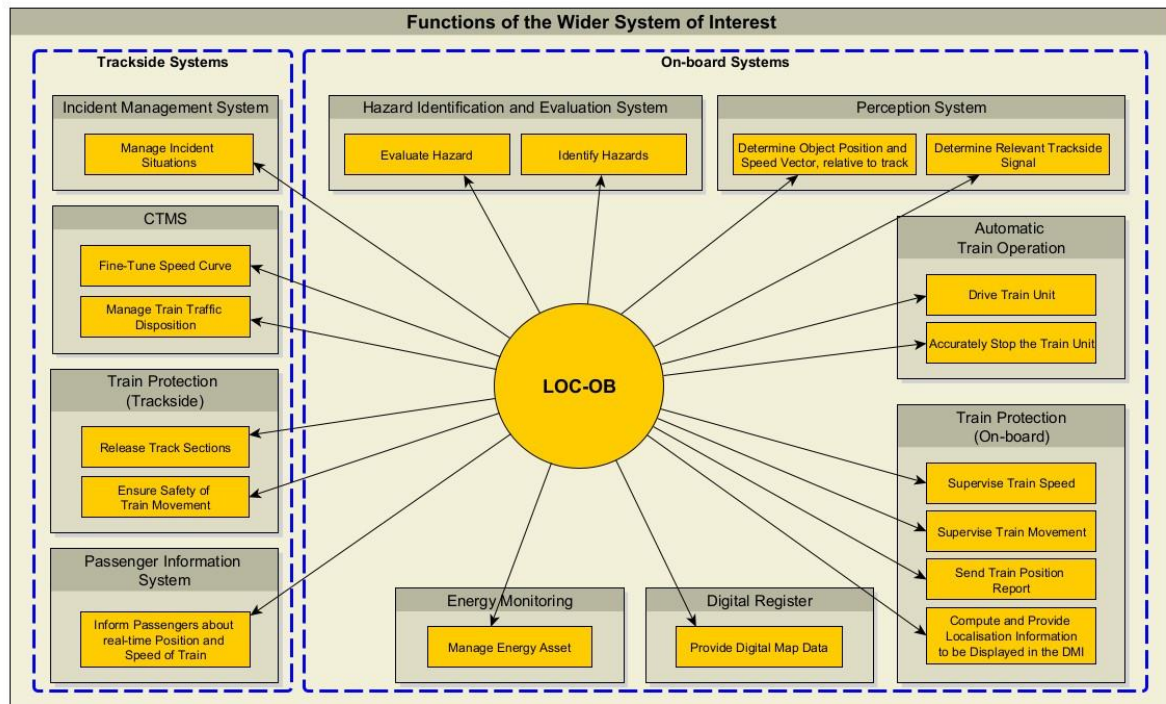 Functions of the Wider System of Interest
Trackside Systems
Incident Management System
Manage Incident
Situations
CTMS
Fine-Tune Speed Curve
Manage Train Traffic
Disposition
Train Protection
(Trackside)
Release Track Sections
Ensure Safety of
Train Movement
Passenger Information
System
Inform Passengers about
real-time Position and
Speed of Train
On-board Systems
Hazard Identification and Evaluation System
Evaluate Hazard
Identify Hazards
Perception System
Determine Object Position and
Speed Vector, relative to track
Determine Relevant Trackside
Signal
Automatic
Train Operation
Drive Train Unit
Accurately Stop the Train Unit
LOC-OB
Train Protection
(On-board)
Supervise Train Speed
Supervise Train Movement
Send Train Position
Report
Compute and Provide
Localisation Information
to be Displayed in the DMI
Energy Monitoring
Manage Energy Asset
Digital Register
Provide Digital Map Data